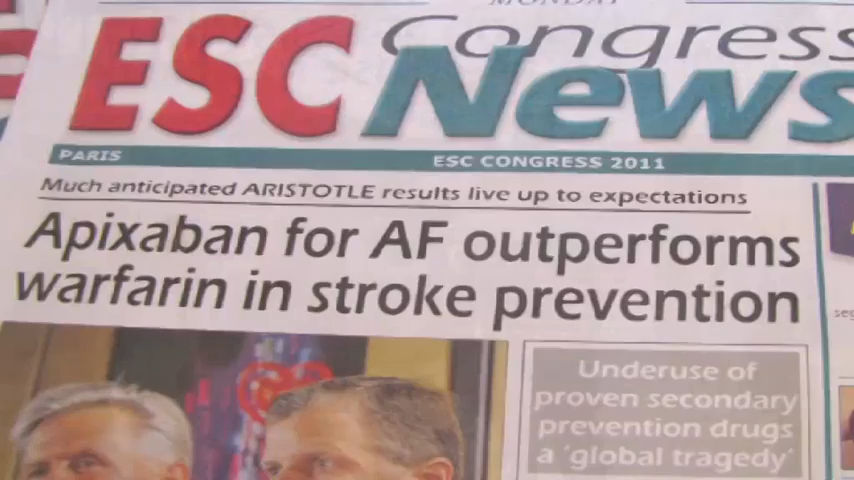 MONDAY
ESC Congress
News
PARIS
ESC CONGRESS 2011
Much anticipated ARISTOTLE results live up to expectations
Apixaban for AF outperforms
warfarin in stroke prevention
Underuse of
proven secondary
prevention drugs
a 'global tragedy'